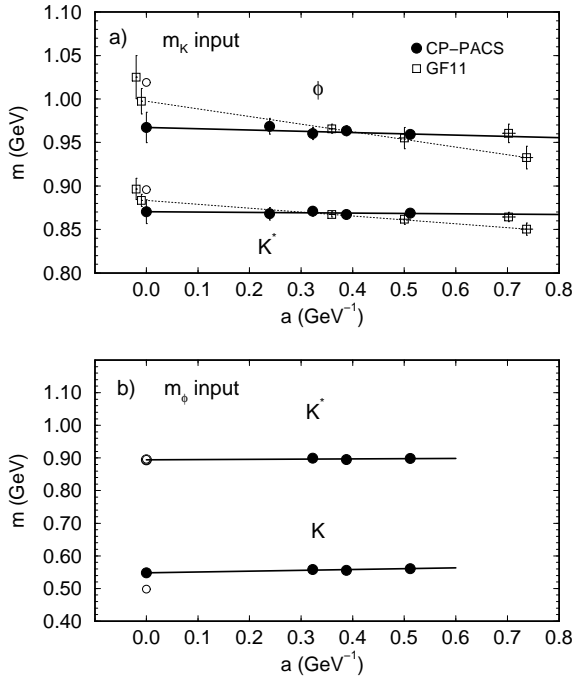 a) m_K input
● CP-PACS
□ GF11
ϕ
K*
m (GeV)
1.10
1.05
1.00
0.95
0.90
0.85
0.80
0.0 0.1 0.2 0.3 0.4 0.5 0.6 0.7 0.8
a (GeV⁻¹)
b) m_ϕ input
K*
K
m (GeV)
1.10
1.00
0.90
0.80
0.70
0.60
0.50
0.40
0.0 0.1 0.2 0.3 0.4 0.5 0.6 0.7 0.8
a (GeV⁻¹)